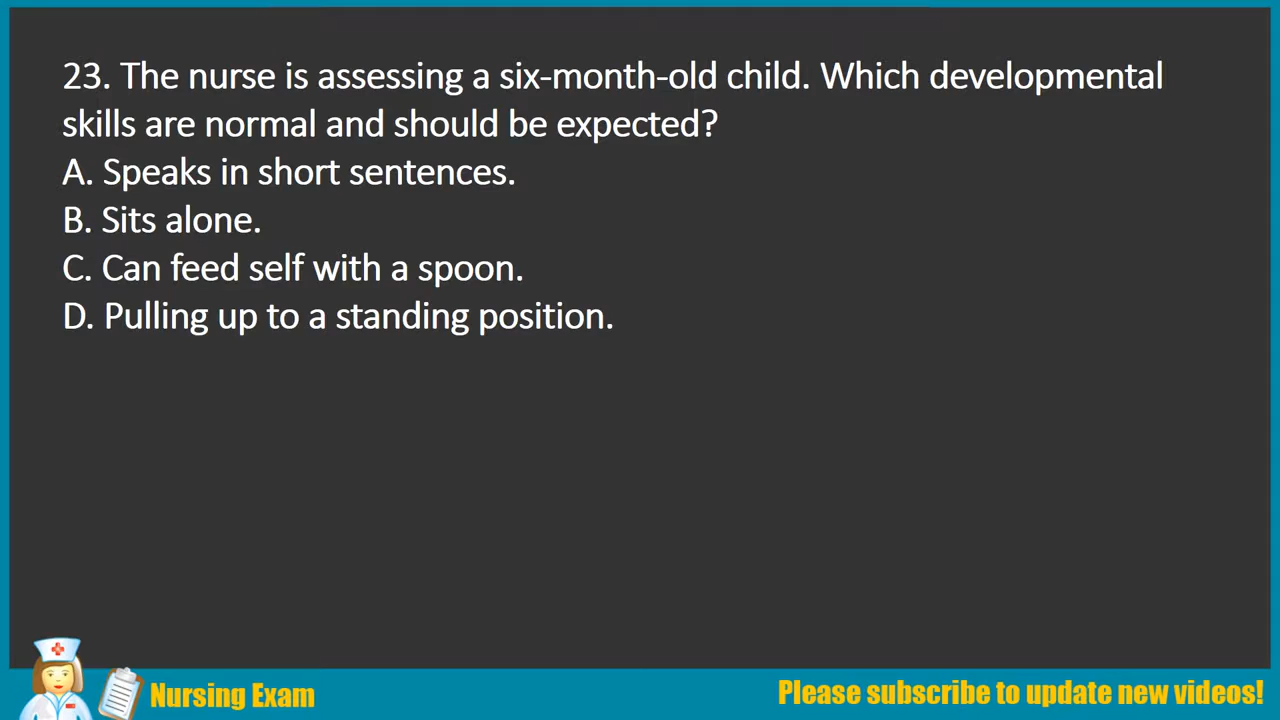 23. The nurse is assessing a six-month-old child. Which developmental
skills are normal and should be expected?
A. Speaks in short sentences.
B. Sits alone.
C. Can feed self with a spoon.
D. Pulling up to a standing position.
Nursing Exam
Please subscribe to update new videos!